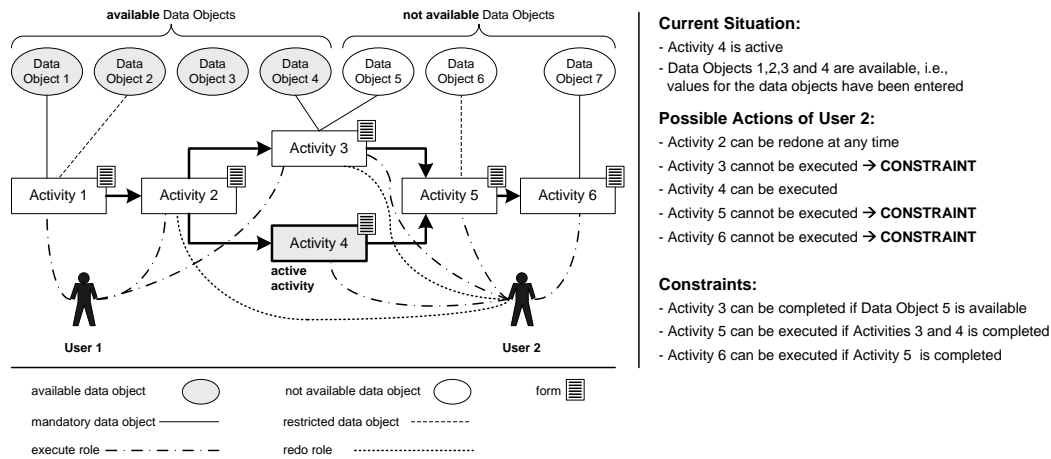 available Data Objects
not available Data Objects
Data
Object 1
Data
Object 2
Data
Object 3
Data
Object 4
Data
Object 5
Data
Object 6
Data
Object 7
Activity 3
Activity 1
Activity 2
Activity 5
Activity 6
Activity 4
active
activity
User 1
User 2
available data object
not available data object
form
mandatory data object
restricted data object
execute role
redo role
Current Situation:
- Activity 4 is active
- Data Objects 1,2,3 and 4 are available, i.e.,
values for the data objects have been entered
Possible Actions of User 2:
- Activity 2 can be redone at any time
- Activity 3 cannot be executed → CONSTRAINT
- Activity 4 can be executed
- Activity 5 cannot be executed → CONSTRAINT
- Activity 6 cannot be executed → CONSTRAINT
Constraints:
- Activity 3 can be completed if Data Object 5 is available
- Activity 5 can be executed if Activities 3 and 4 is completed
- Activity 6 can be executed if Activity 5 is completed